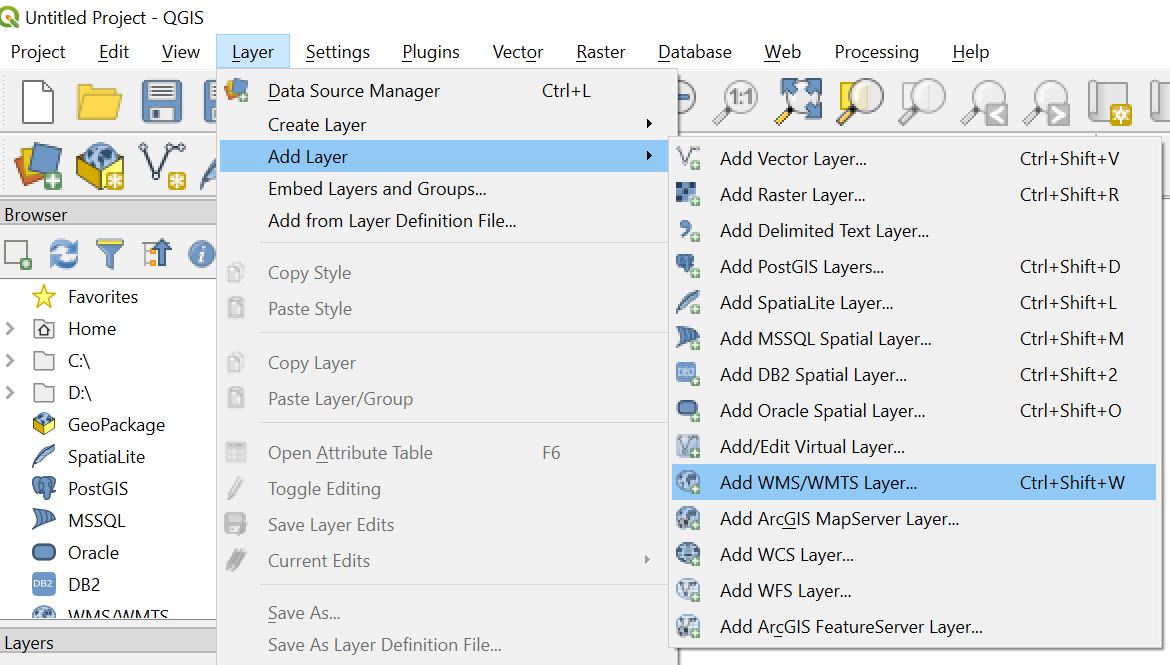 Untitled Project - QGIS
Project Edit View Layer Settings Plugins Vector Raster Database Web Processing Help
Data Source Manager Ctrl+L
Create Layer
Add Layer
Embed Layers and Groups...
Add from Layer Definition File...
Copy Style
Paste Style
Copy Layer
Paste Layer/Group
Open Attribute Table F6
Toggle Editing
Save Layer Edits
Current Edits
Save As...
Save As Layer Definition File...
1:1
Add Vector Layer... Ctrl+Shift+V
Add Raster Layer... Ctrl+Shift+R
Add Delimited Text Layer...
Add PostGIS Layers... Ctrl+Shift+D
Add SpatiaLite Layer... Ctrl+Shift+L
Add MSSQL Spatial Layer... Ctrl+Shift+M
DB2 Add DB2 Spatial Layer... Ctrl+Shift+2
Add Oracle Spatial Layer... Ctrl+Shift+O
Add/Edit Virtual Layer...
Add WMS/WMTS Layer... Ctrl+Shift+W
Add ArcGIS MapServer Layer...
Add WCS Layer...
Add WFS Layer...
Add ArcGIS FeatureServer Layer...
Browser
Favorites
Home
C:\
D:\
GeoPackage
SpatiaLite
PostGIS
MSSQL
Oracle
DB2 DB2
WMS/WMTS
Layers